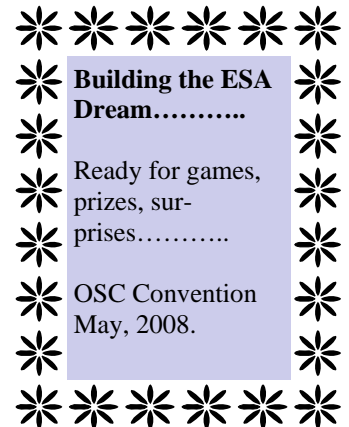 Building the ESA
Dream………..
Ready for games,
prizes, sur-
prises………..
OSC Convention
May, 2008.